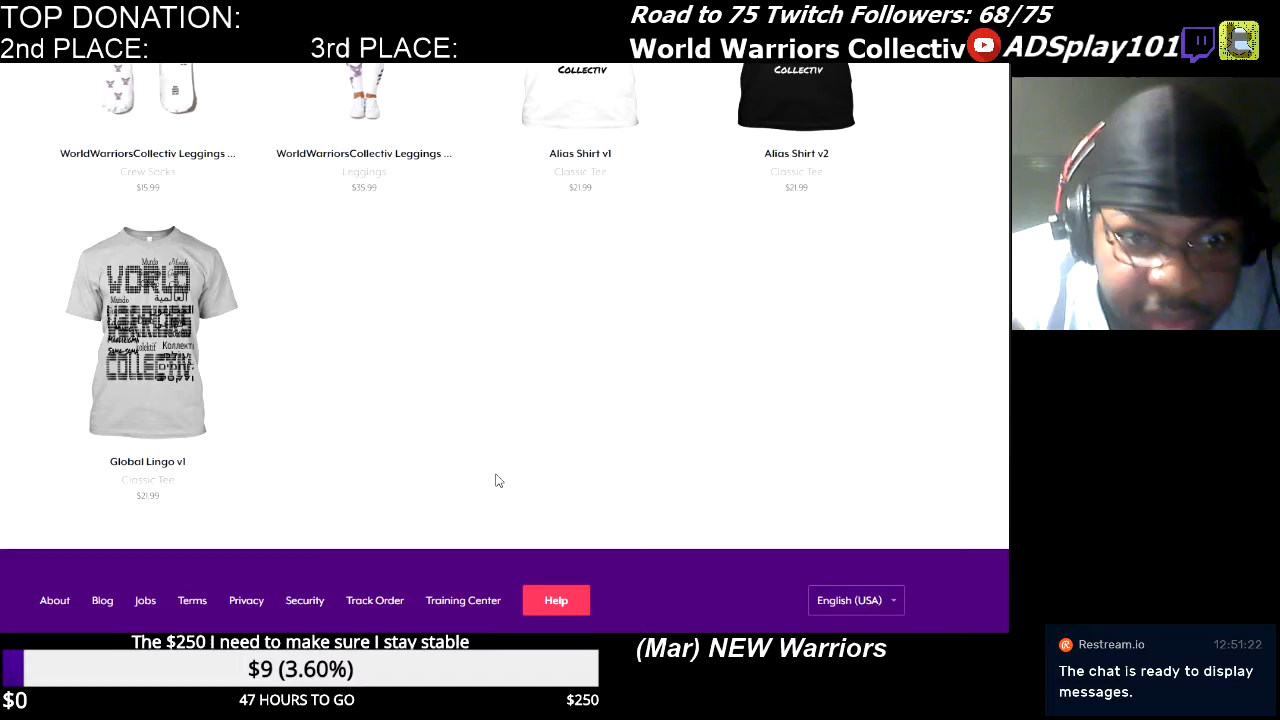 TOP DONATION:
2nd PLACE:
3rd PLACE:
Road to 75 Twitch Followers: 68/75
World Warriors Collectiv
ADSplay101
COLLECTIV
COLLECTIV
WorldWarriorsCollectiv Leggings ...
Crew Socks
$15.99
WorldWarriorsCollectiv Leggings ...
Leggings
$35.99
Alias Shirt v1
Classic Tee
$21.99
Alias Shirt v2
Classic Tee
$21.99
Mundo
WORLD
العالمية
Mundo
WARRIORS
Коллекти
COLLECTIV
Global Lingo v1
Classic Tee
$21.99
About
Blog
Jobs
Terms
Privacy
Security
Track Order
Training Center
Help
English (USA)
The $250 I need to make sure I stay stable
$9 (3.60%)
$0
47 HOURS TO GO
$250
(Mar) NEW Warriors
Restream.io
12:51:22
The chat is ready to display
messages.